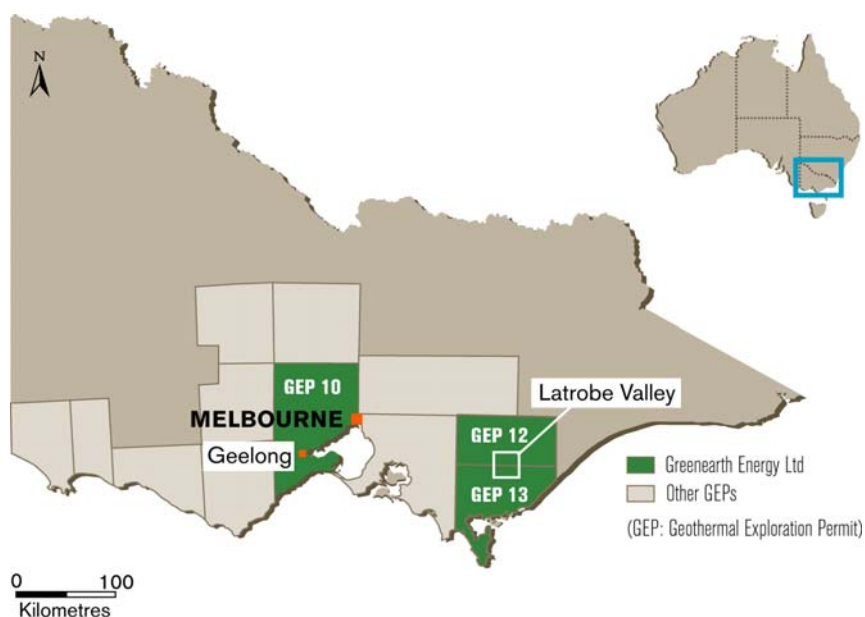 N
GEP 10
MELBOURNE
Geelong
Latrobe Valley
GEP 12
GEP 13
Greenearth Energy Ltd
Other GEPs
(GEP: Geothermal Exploration Permit)
0 100
Kilometres